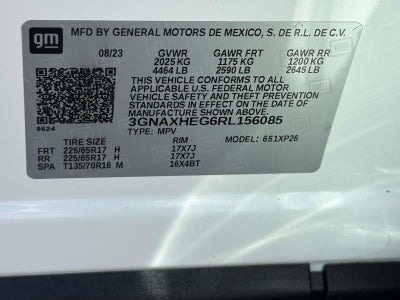 gm
MFD BY GENERAL MOTORS DE MEXICO, S. DE R.L. DE C.V.
08/23 GVWR GAWR FRT GAWR RR
2025 KG 1175 KG 1200 KG
4464 LB 2590 LB 2645 LB
THIS VEHICLE CONFORMS TO ALL
APPLICABLE U.S. FEDERAL MOTOR
VEHICLE SAFETY AND THEFT PREVENTION
STANDARDS IN EFFECT ON THE DATE OF
MANUFACTURE SHOWN ABOVE.
3GNAXHEG6RL156085
TYPE: MPV MODEL: 651XP26
TIRE SIZE RIM
FRT 225/65R17 H 17X7J
RR 225/65R17 H 17X7J
SPA T135/70R16 M 16X4BT